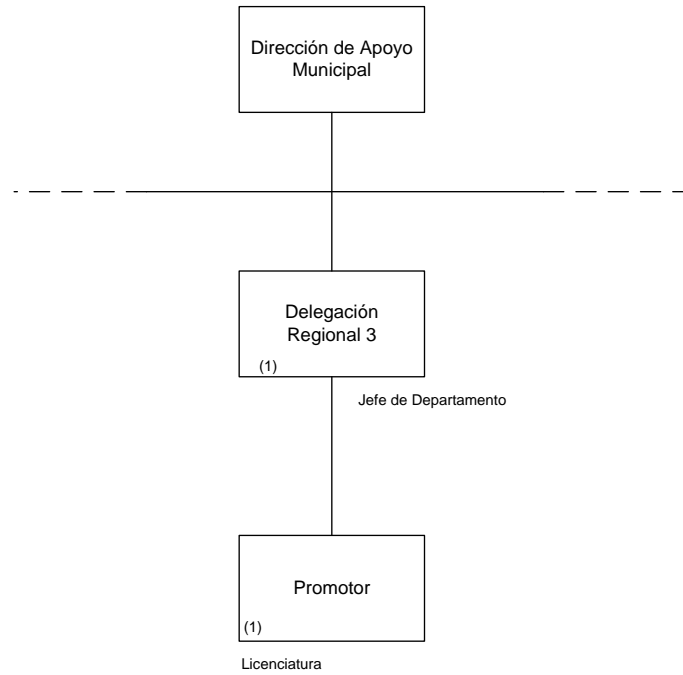 Dirección de Apoyo
Municipal
Delegación
Regional 3
(1)
Jefe de Departamento
Promotor
(1)
Licenciatura